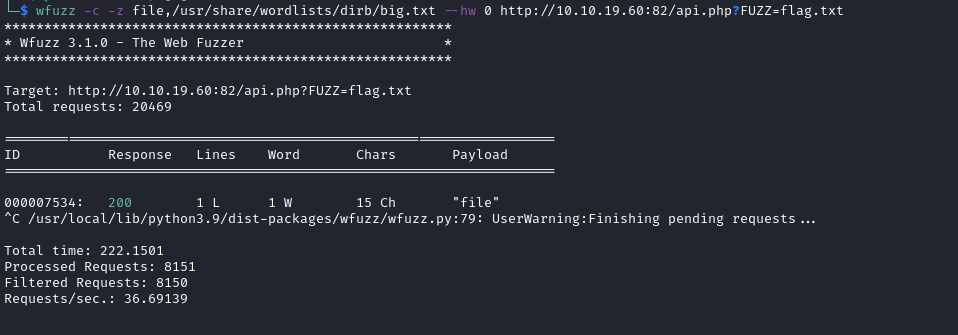 └─$ wfuzz -c -z file,/usr/share/wordlists/dirb/big.txt --hw 0 http://10.10.19.60:82/api.php?FUZZ=flag.txt
********************************************************
* Wfuzz 3.1.0 - The Web Fuzzer                         *
********************************************************
Target: http://10.10.19.60:82/api.php?FUZZ=flag.txt
Total requests: 20469
=====================================================================
ID           Response   Lines    Word       Chars       Payload
=====================================================================
000007534:   200        1 L      1 W        15 Ch       "file"
^C /usr/local/lib/python3.9/dist-packages/wfuzz/wfuzz.py:79: UserWarning:Finishing pending requests...
Total time: 222.1501
Processed Requests: 8151
Filtered Requests: 8150
Requests/sec.: 36.69139